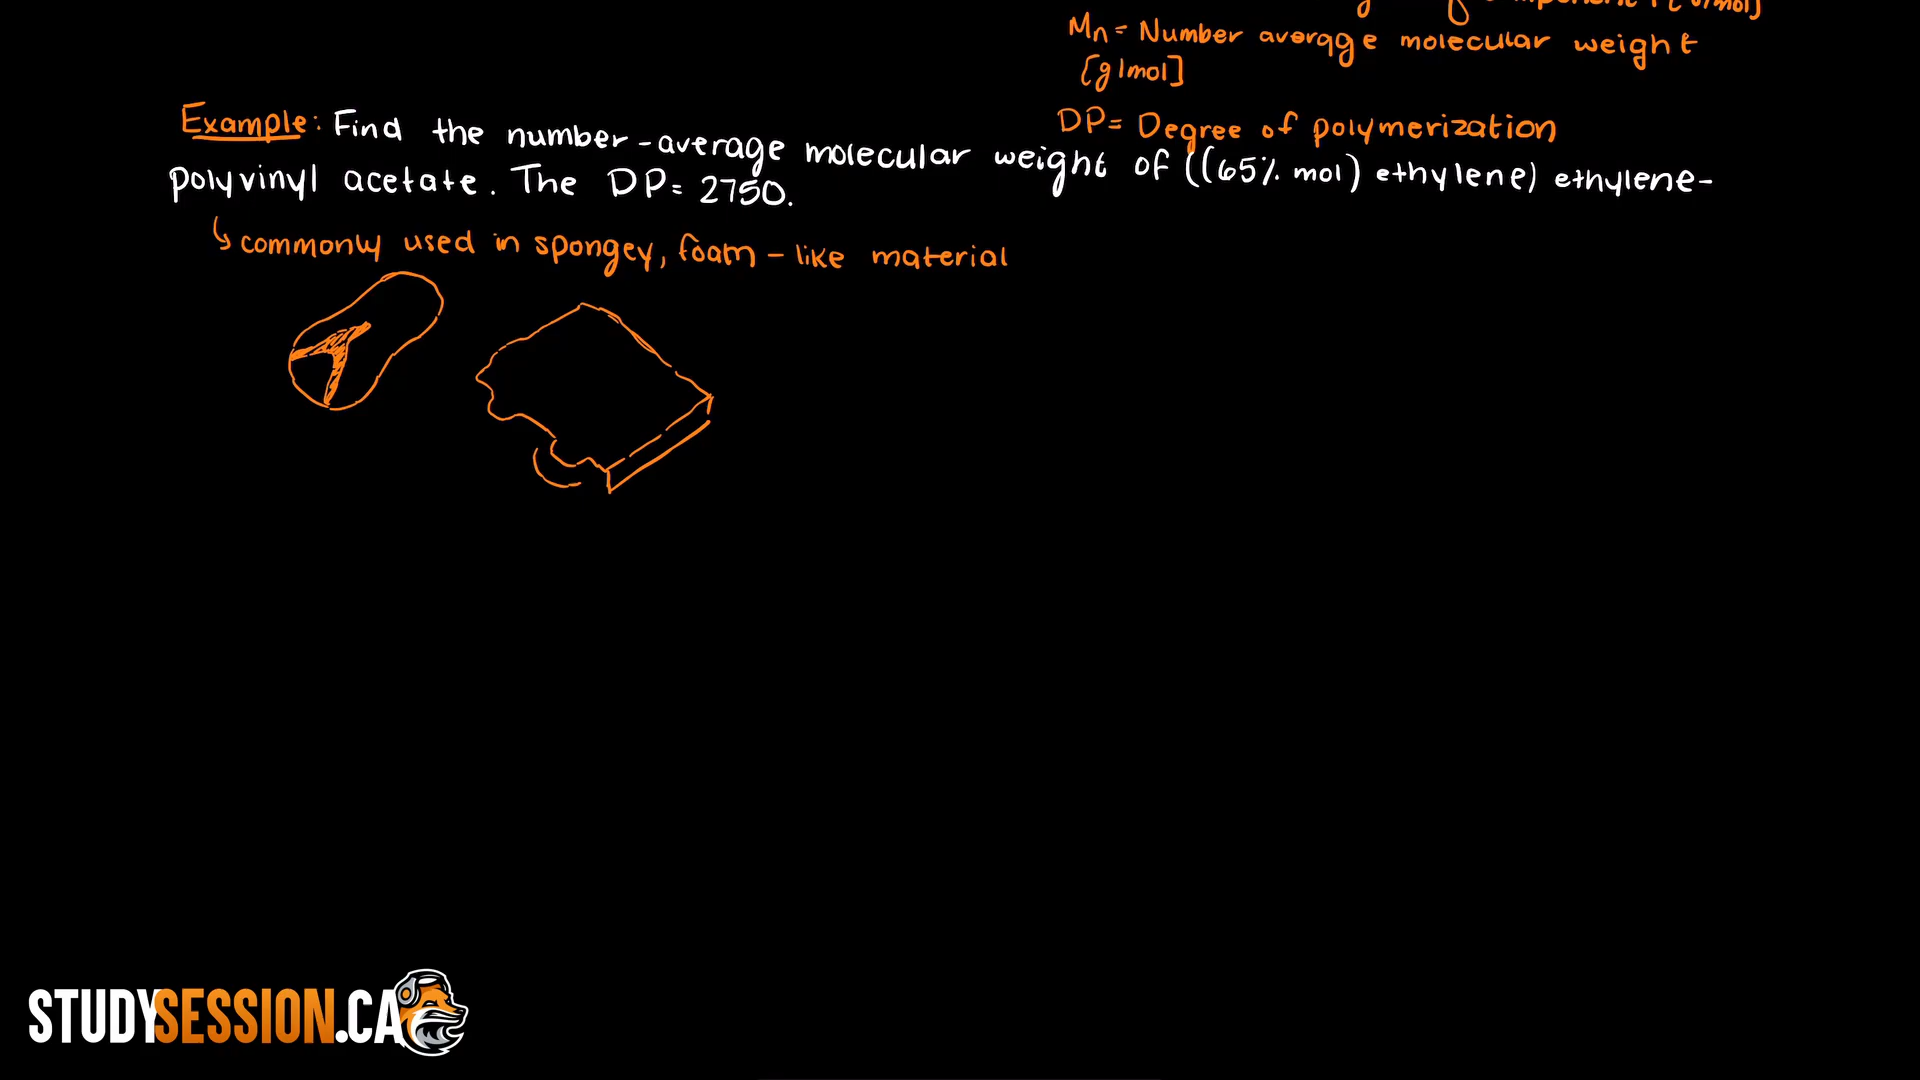 Mn = Number average molecular weight
[g/mol]
DP = Degree of polymerization
Example: Find the number-average molecular weight of ((65% mol) ethylene) ethylene-
polyvinyl acetate. The DP = 2750.
↳ commonly used in spongey, foam-like material
STUDYSESSION.CA